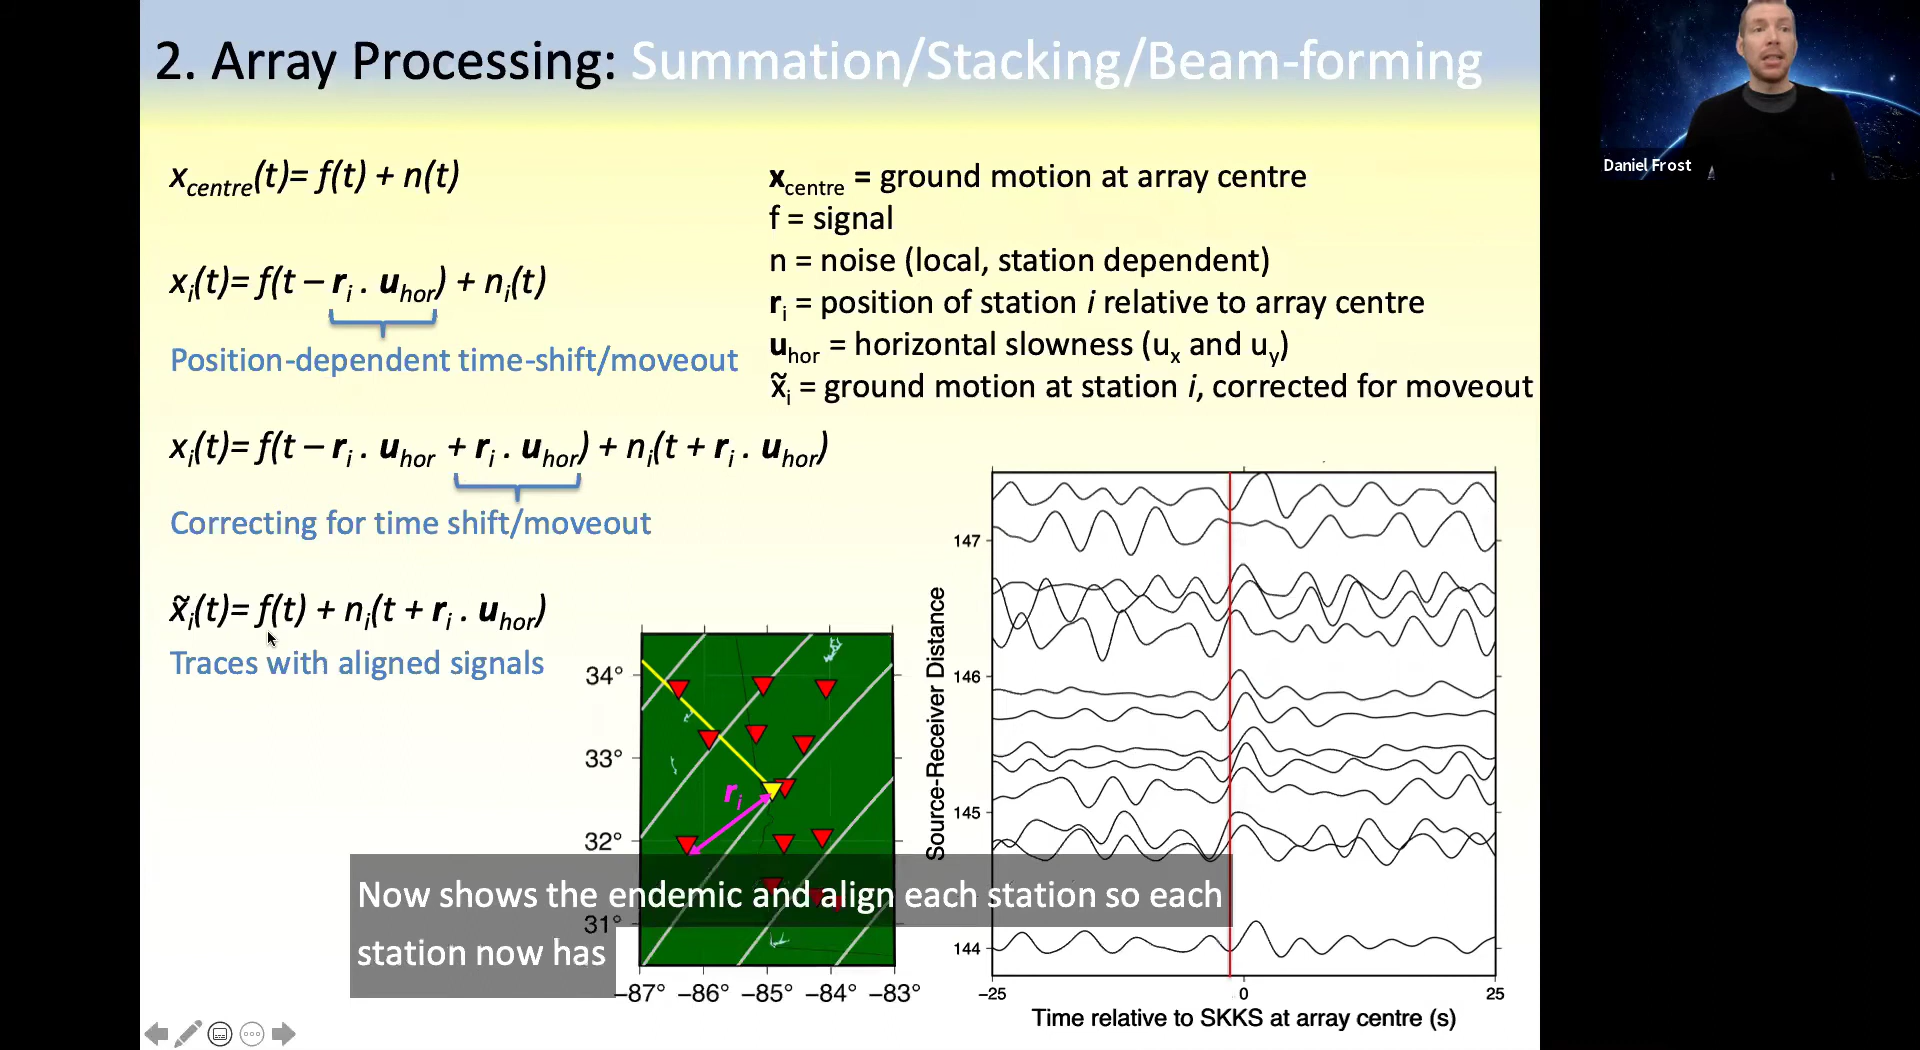 2. Array Processing: Summation/Stacking/Beam-forming
x_centre(t)= f(t) + n(t)
x_i(t)= f(t – r_i . u_hor) + n_i(t)
Position-dependent time-shift/moveout
x_i(t)= f(t – r_i . u_hor + r_i . u_hor) + n_i(t + r_i . u_hor)
Correcting for time shift/moveout
x̃_i(t)= f(t) + n_i(t + r_i . u_hor)
Traces with aligned signals
x_centre = ground motion at array centre
f = signal
n = noise (local, station dependent)
r_i = position of station i relative to array centre
u_hor = horizontal slowness (u_x and u_y)
x̃_i = ground motion at station i, corrected for moveout
34°
33°
32°
31°
−87° −86° −85° −84° −83°
r_i
Source-Receiver Distance
147
146
145
144
−25 0 25
Time relative to SKKS at array centre (s)
Now shows the endemic and align each station so each
station now has
Daniel Frost